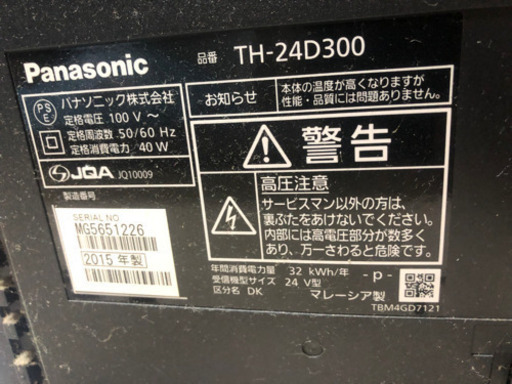 Panasonic
品番 TH-24D300
パナソニック株式会社
定格電圧 100 V ～
定格周波数 50/60 Hz
定格消費電力 40 W
PS
E
JQA JQ10009
製造番号
SERIAL NO
MG5651226
2015 年製
お知らせ
本体の温度が高くなりますが
性能・品質には問題ありません。
警告
高圧注意
サービスマン以外の方は、
裏ぶたをあけないでください。
内部には高電圧部分が数多く
あり、万一さわると危険です。
年間消費電力量 32 kWh/年
受信機型サイズ 24 V型
区分名 DK
-p-
マレーシア製
TBM4GD7121